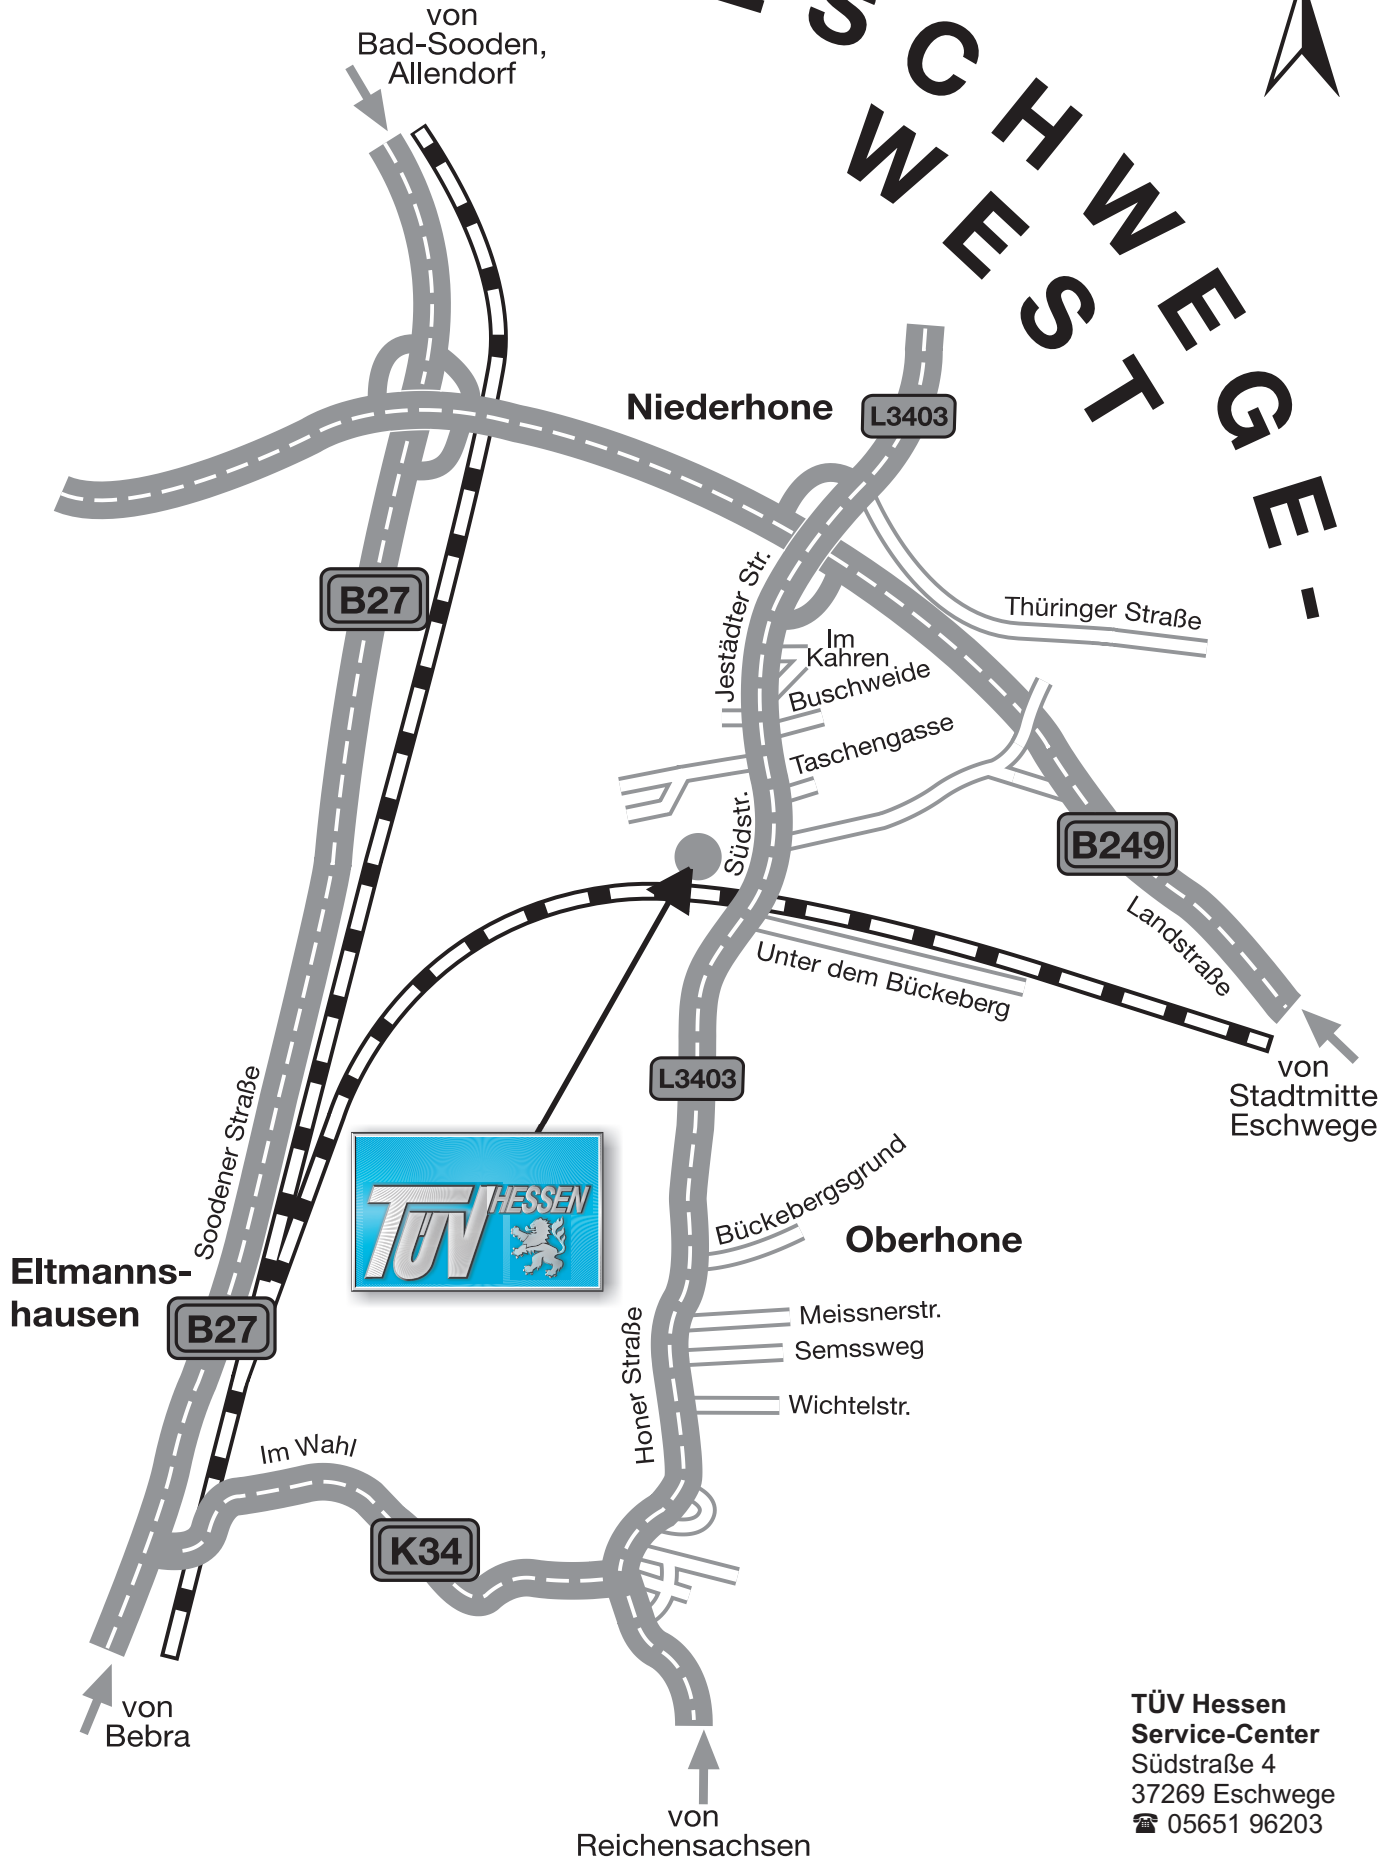 von
Bad-Sooden,
Allendorf
SCHWEGE-
WEST
Niederhone
L3403
B27
Jestädter Str.
Thüringer Straße
Im
Kahren
Buschweide
Taschengasse
Südstr.
B249
Landstraße
Unter dem Bückeberg
von
Stadtmitte
Eschwege
L3403
Soodener Straße
TÜV HESSEN
Bückebergsgrund
Oberhone
Eltmanns-
hausen
B27
Meissnerstr.
Semssweg
Wichtelstr.
Honer Straße
Im Wahl
K34
von
Bebra
von
Reichensachsen
TÜV Hessen
Service-Center
Südstraße 4
37269 Eschwege
☎ 05651 96203